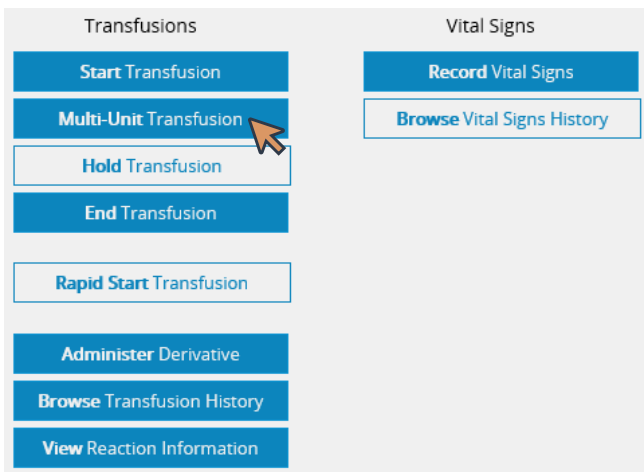 Transfusions
Start Transfusion
Multi-Unit Transfusion
Hold Transfusion
End Transfusion
Rapid Start Transfusion
Administer Derivative
Browse Transfusion History
View Reaction Information
Vital Signs
Record Vital Signs
Browse Vital Signs History